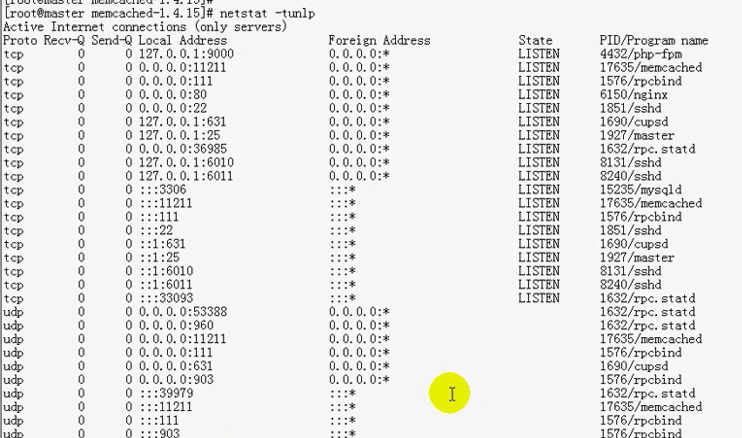 [root@master memcached-1.4.15]#
[root@master memcached-1.4.15]# netstat -tunlp
Active Internet connections (only servers)
Proto Recv-Q Send-Q Local Address Foreign Address State PID/Program name
tcp 0 0 127.0.0.1:9000 0.0.0.0:* LISTEN 4432/php-fpm
tcp 0 0 0.0.0.0:11211 0.0.0.0:* LISTEN 17635/memcached
tcp 0 0 0.0.0.0:111 0.0.0.0:* LISTEN 1576/rpcbind
tcp 0 0 0.0.0.0:80 0.0.0.0:* LISTEN 6150/nginx
tcp 0 0 0.0.0.0:22 0.0.0.0:* LISTEN 1851/sshd
tcp 0 0 127.0.0.1:631 0.0.0.0:* LISTEN 1690/cupsd
tcp 0 0 127.0.0.1:25 0.0.0.0:* LISTEN 1927/master
tcp 0 0 0.0.0.0:36985 0.0.0.0:* LISTEN 1632/rpc.statd
tcp 0 0 127.0.0.1:6010 0.0.0.0:* LISTEN 8131/sshd
tcp 0 0 127.0.0.1:6011 0.0.0.0:* LISTEN 8240/sshd
tcp 0 0 :::3306 :::* LISTEN 15235/mysqld
tcp 0 0 :::11211 :::* LISTEN 17635/memcached
tcp 0 0 :::111 :::* LISTEN 1576/rpcbind
tcp 0 0 :::22 :::* LISTEN 1851/sshd
tcp 0 0 ::1:631 :::* LISTEN 1690/cupsd
tcp 0 0 ::1:25 :::* LISTEN 1927/master
tcp 0 0 ::1:6010 :::* LISTEN 8131/sshd
tcp 0 0 ::1:6011 :::* LISTEN 8240/sshd
tcp 0 0 :::33093 :::* LISTEN 1632/rpc.statd
udp 0 0 0.0.0.0:53388 0.0.0.0:* 1632/rpc.statd
udp 0 0 0.0.0.0:960 0.0.0.0:* 1632/rpc.statd
udp 0 0 0.0.0.0:11211 0.0.0.0:* 17635/memcached
udp 0 0 0.0.0.0:111 0.0.0.0:* 1576/rpcbind
udp 0 0 0.0.0.0:631 0.0.0.0:* 1690/cupsd
udp 0 0 0.0.0.0:903 0.0.0.0:* 1576/rpcbind
udp 0 0 :::39979 :::* 1632/rpc.statd
udp 0 0 :::11211 :::* 17635/memcached
udp 0 0 :::111 :::* 1576/rpcbind
udp 0 0 :::903 :::* 1576/rpcbind